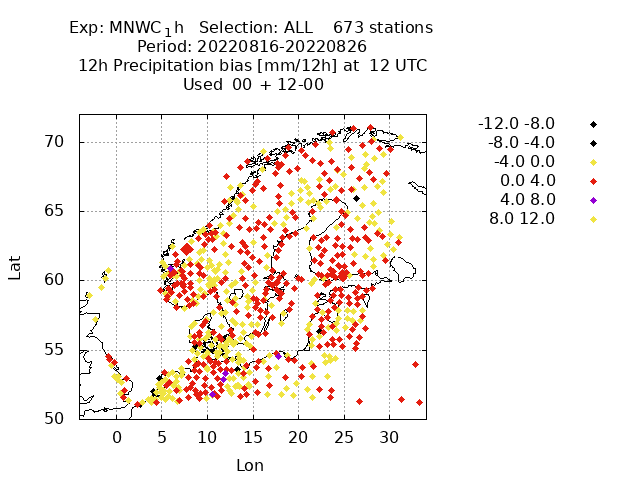 Exp: MNWC_1h   Selection: ALL    673 stations
Period: 20220816-20220826
12h Precipitation bias [mm/12h] at  12 UTC
Used  00 + 12-00
-12.0 -8.0
-8.0 -4.0
-4.0 0.0
0.0 4.0
4.0 8.0
8.0 12.0
70
65
60
55
50
Lat
0 5 10 15 20 25 30
Lon